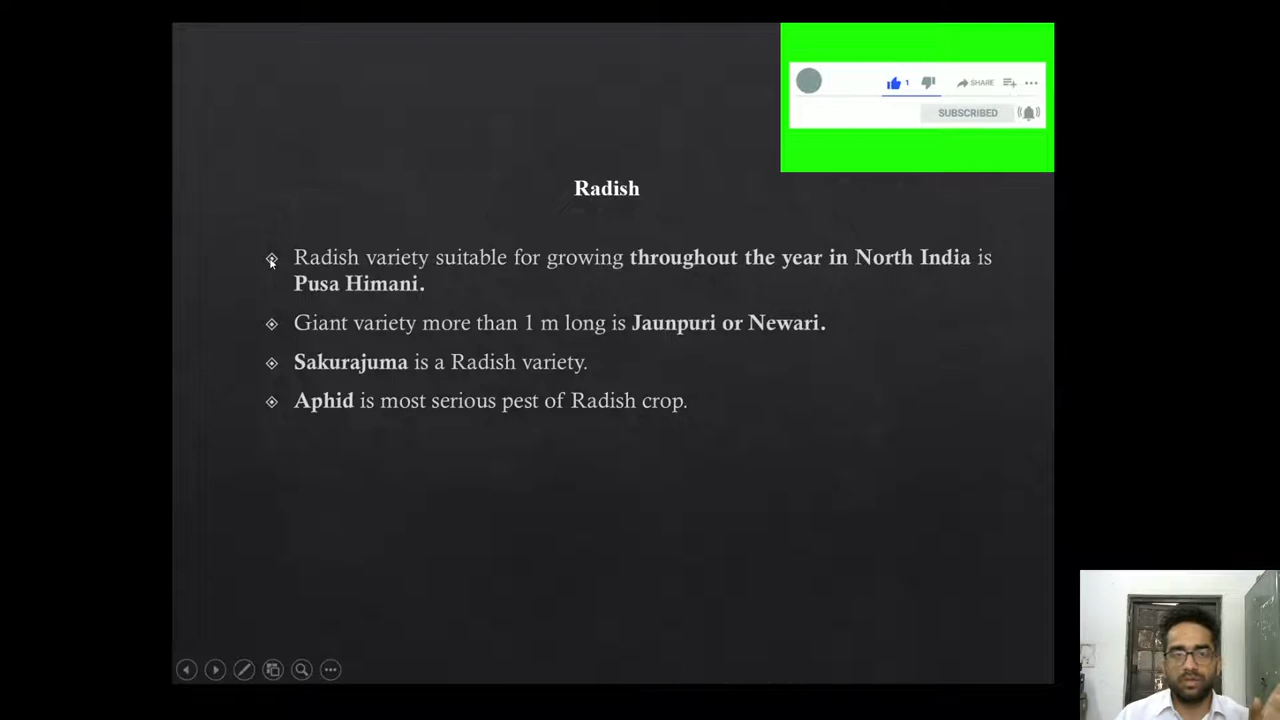 1 SHARE
SUBSCRIBED
Radish
Radish variety suitable for growing throughout the year in North India is
Pusa Himani.
Giant variety more than 1 m long is Jaunpuri or Newari.
Sakurajuma is a Radish variety.
Aphid is most serious pest of Radish crop.